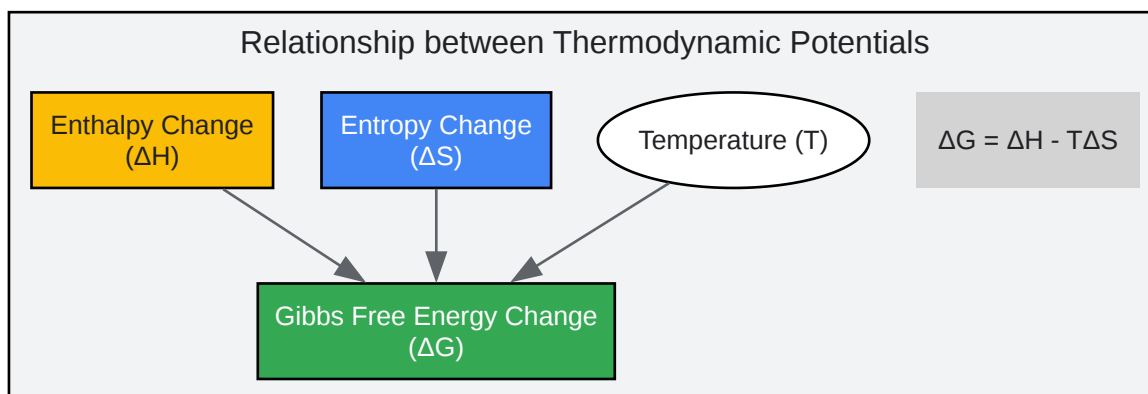 Relationship between Thermodynamic Potentials
Enthalpy Change
(ΔH)
Entropy Change
(ΔS)
Temperature (T)
ΔG = ΔH - TΔS
Gibbs Free Energy Change
(ΔG)